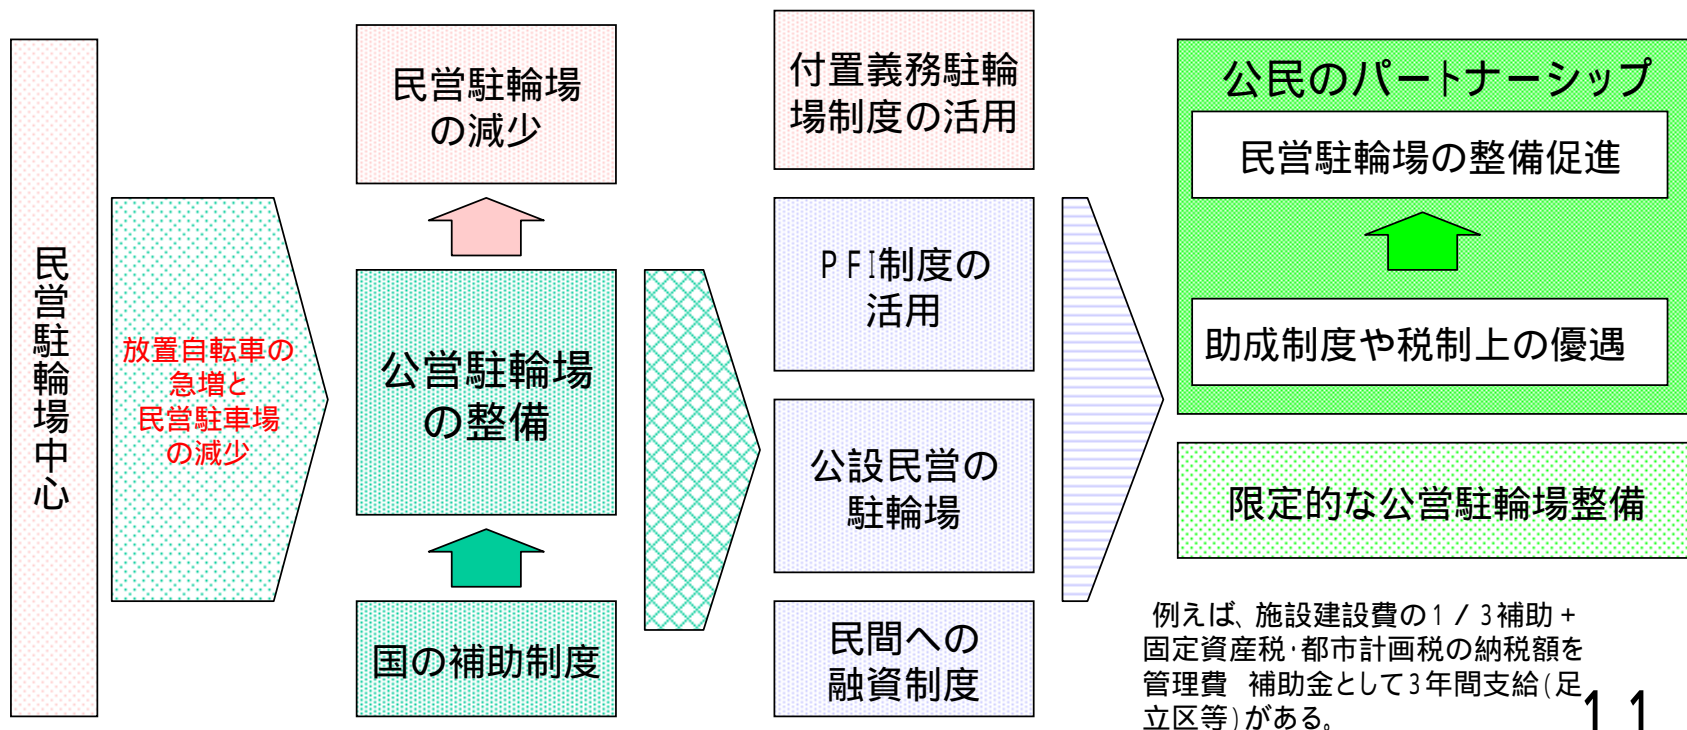 民営駐輪場中心
放置自転車の
急増と
民営駐車場
の減少
民営駐輪場
の減少
公営駐輪場
の整備
国の補助制度
付置義務駐輪
場制度の活用
PFI制度の
活用
公設民営の
駐輪場
民間への
融資制度
公民のパートナーシップ
民営駐輪場の整備促進
助成制度や税制上の優遇
限定的な公営駐輪場整備
例えば、施設建設費の1/3補助+
固定資産税・都市計画税の納税額を
管理費 補助金として3年間支給(足
立区等)がある。
11